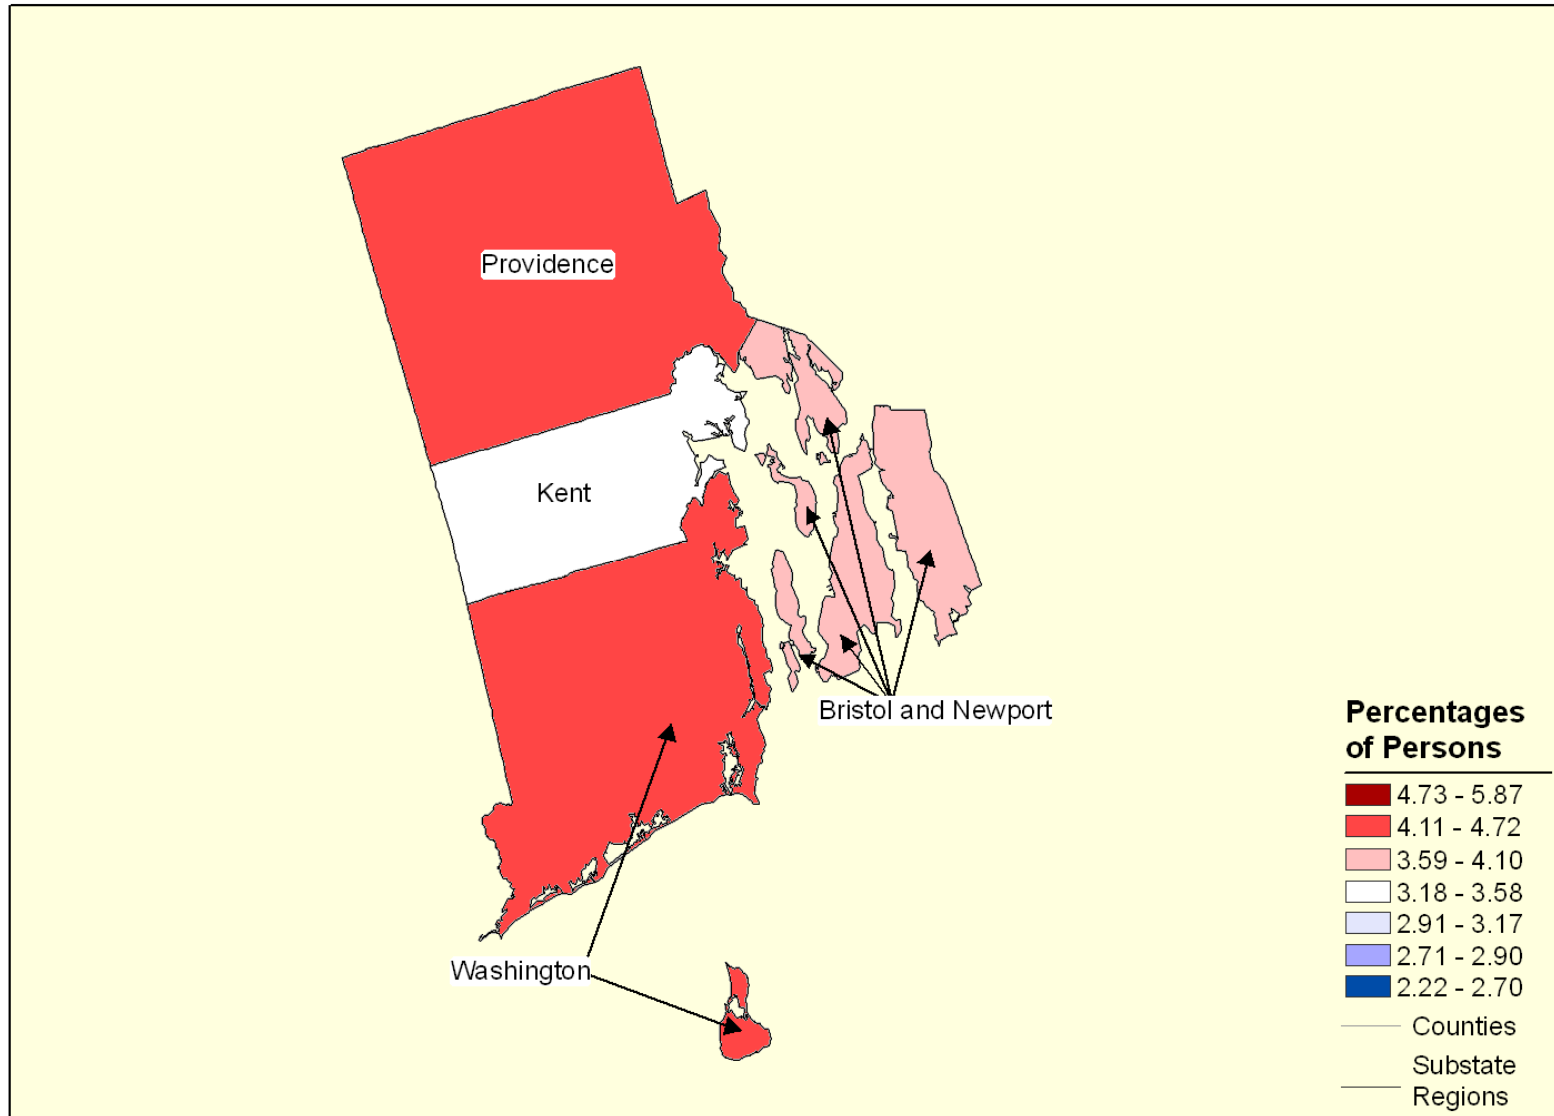 Providence
Kent
Bristol and Newport
Washington
Percentages
of Persons
4.73 - 5.87
4.11 - 4.72
3.59 - 4.10
3.18 - 3.58
2.91 - 3.17
2.71 - 2.90
2.22 - 2.70
Counties
Substate
Regions